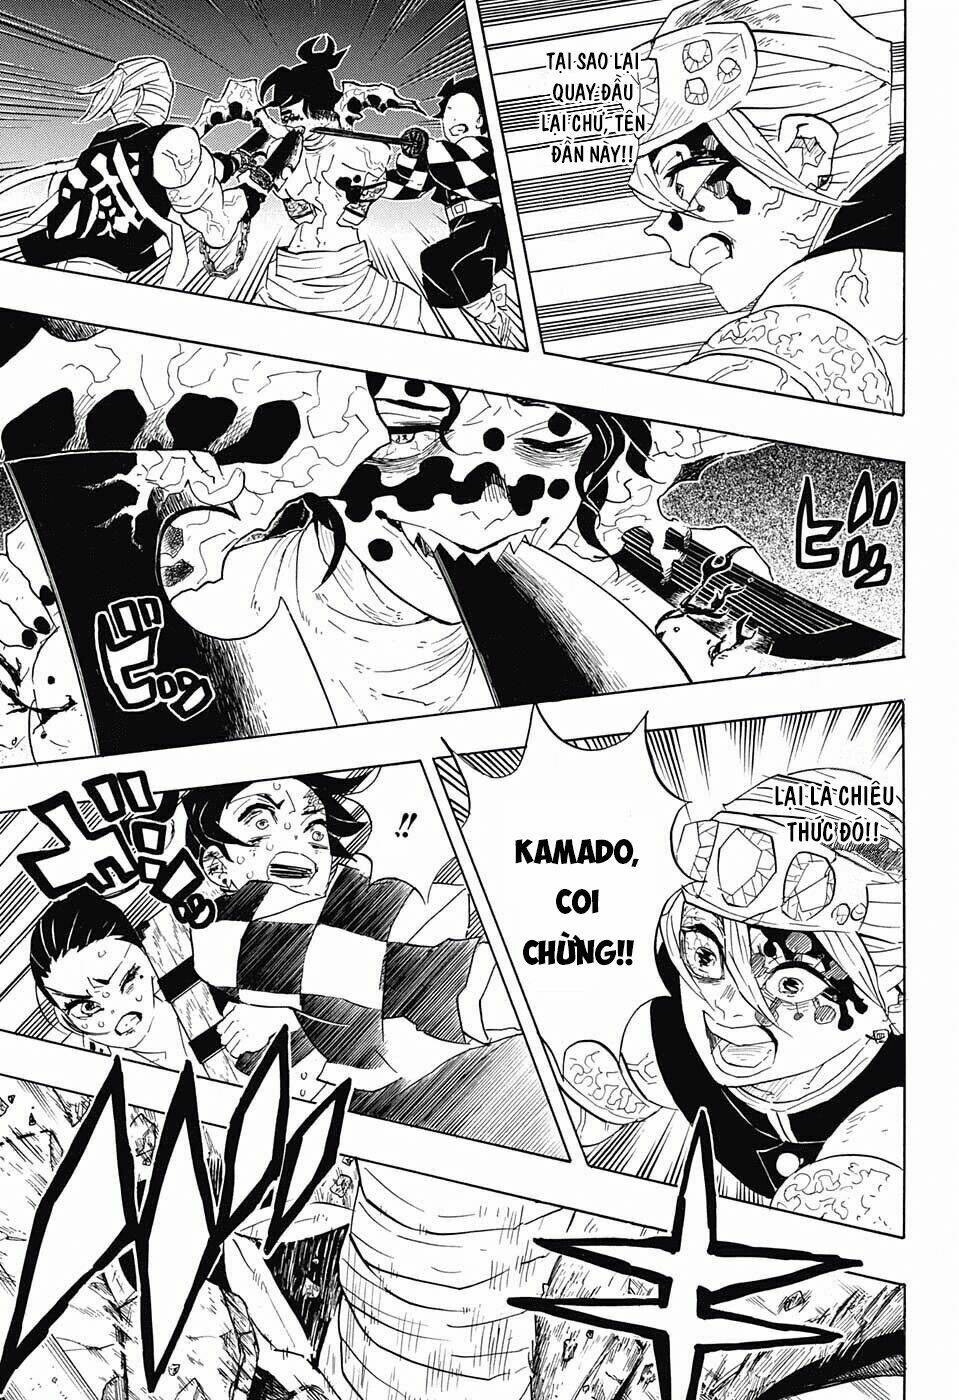 TẠI SAO LẠI
QUAY ĐẦU
LẠI CHỨ, TÊN
ĐẦN NÀY!!
LẠI LÀ CHIÊU
THỨC ĐÓ!!
KAMADO,
COI
CHỪNG!!
!!